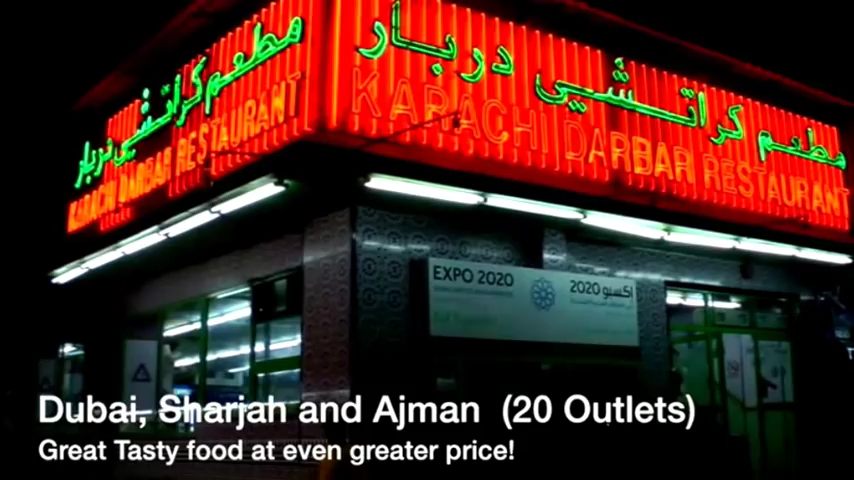 مطعم كراتشي دربار
KARACHI DARBAR RESTAURANT
مطعم كراتشي دربار
KARACHI DARBAR RESTAURANT
EXPO 2020
إكسبو 2020
Dubai, Sharjah and Ajman (20 Outlets)
Great Tasty food at even greater price!